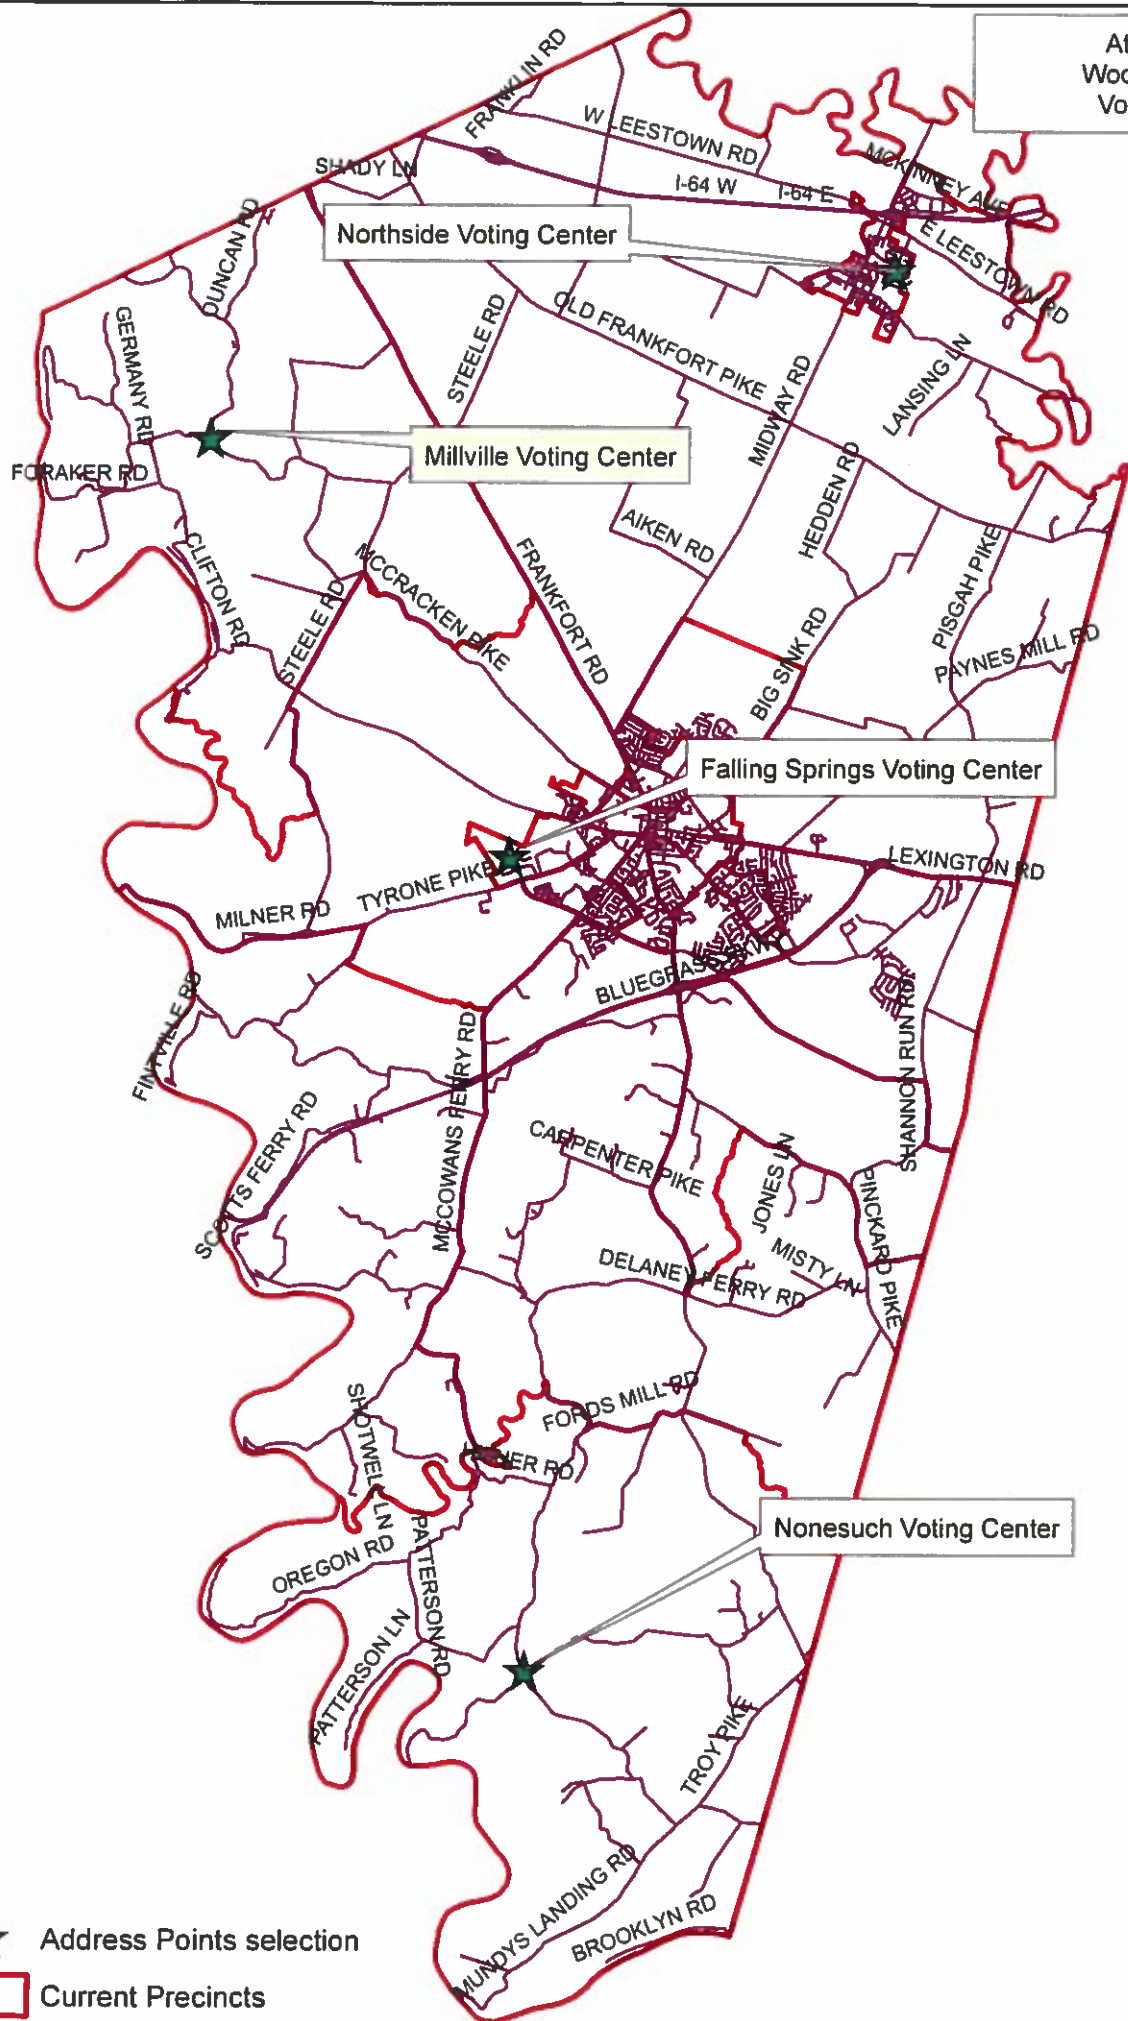 FRANKLIN RD
W LEESTOWN RD
SHADY LN
I-64 W
I-64 E
MCKINNEY AVE
Northside Voting Center
E LEESTOWN RD
DUNCAN RD
GERMANY RD
STEELE RD
OLD FRANKFORT PIKE
MIDWAY RD
LANSING LN
Millville Voting Center
FORAKER RD
HEDDEN RD
AIKEN RD
CLIFTON RD
MCCRACKEN PIKE
FRANKFORT RD
STEELE RD
PISGAH PIKE
PAYNES MILL RD
BIG SINK RD
Falling Springs Voting Center
LEXINGTON RD
TYRONE PIKE
MILNER RD
BLUEGRASS PKWY
FINTVILLE RD
SHANNON RUN RD
MCCOWANS FERRY RD
SCOTTS FERRY RD
CARPENTER PIKE
JONES LN
PINCKARD PIKE
MISTY LN
DELANEY FERRY RD
SHOTWELL LN
FORDS MILL RD
Nonesuch Voting Center
OREGON RD
PATTERSON RD
PATTERSON LN
TROY PIKE
MUNDYS LANDING RD
BROOKLYN RD
Address Points selection
Current Precincts